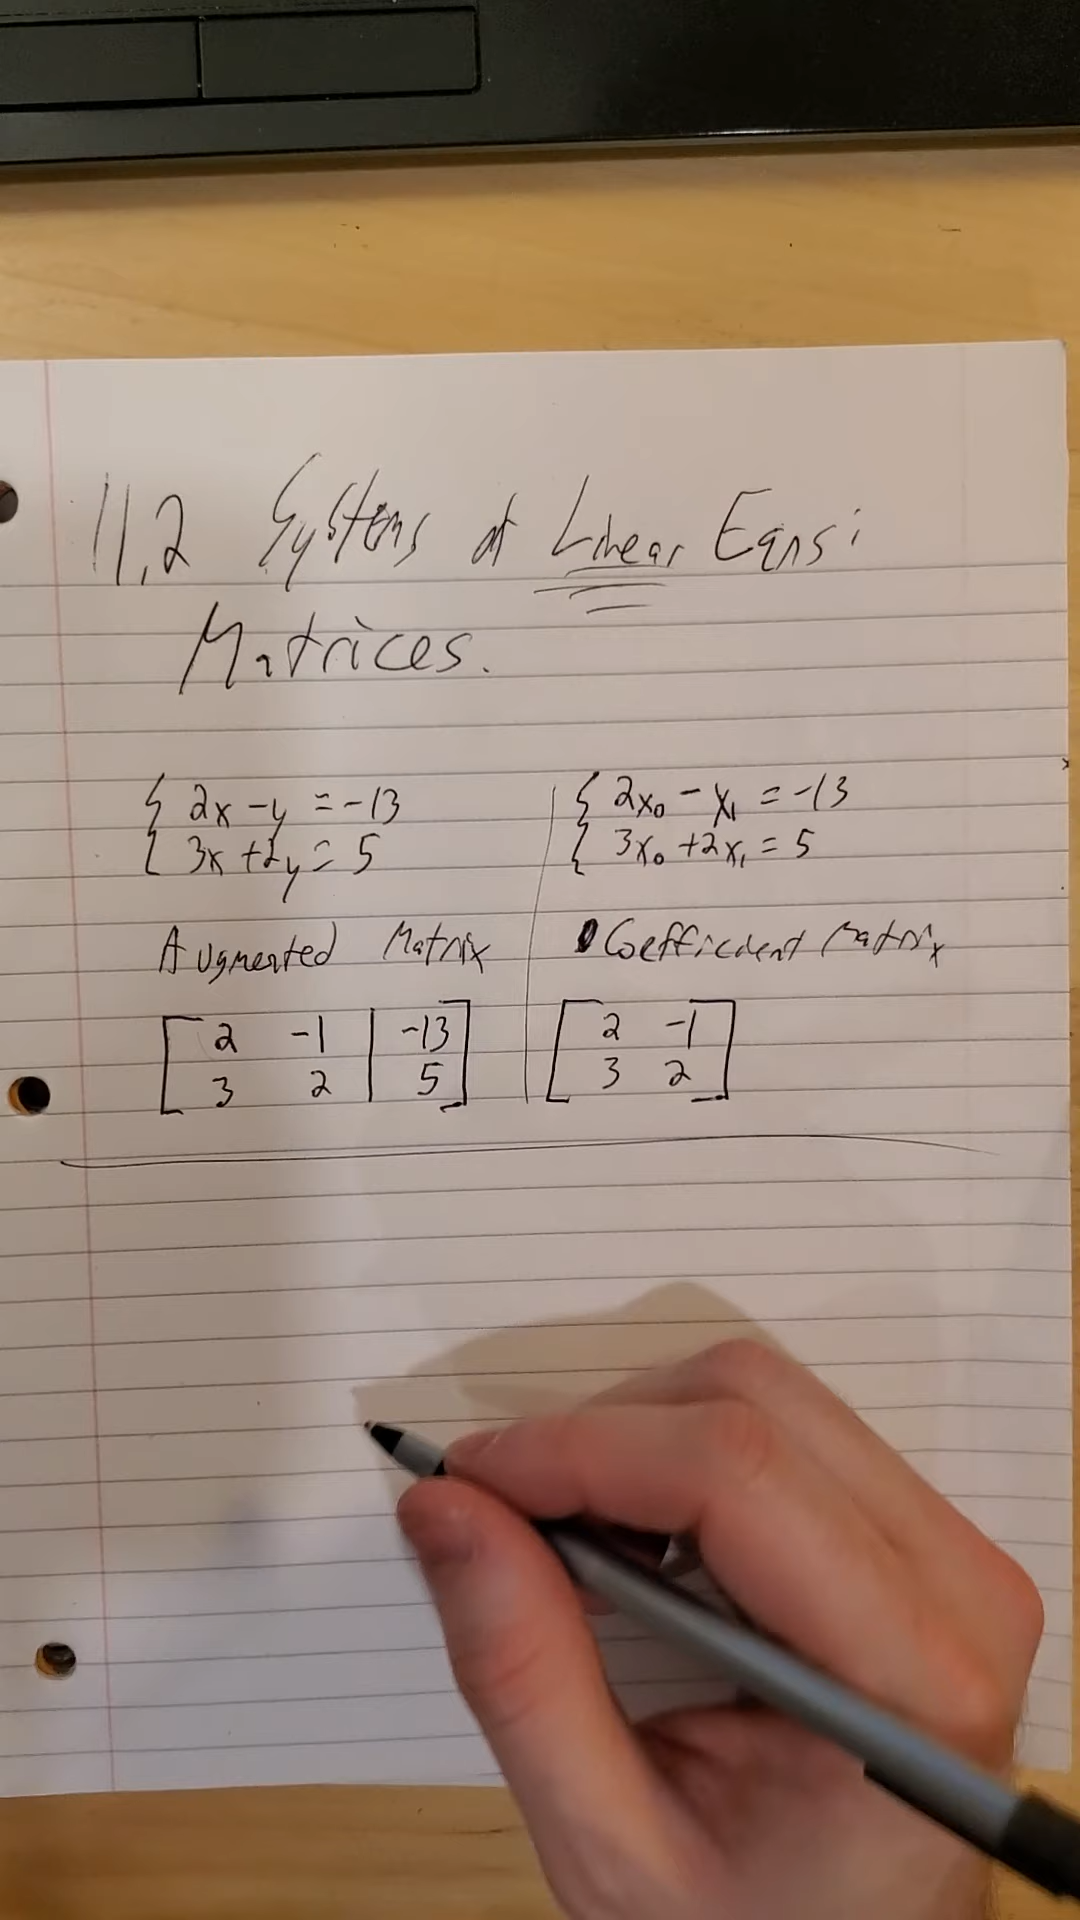 11.2 Systems of Linear Eqns:
Matrices.
{ 2x - y = -13
{ 3x + 2y = 5
Augmented Matrix
[ 2 -1 | -13 ]
[ 3 2 | 5 ]
{ 2x₀ - x₁ = -13
{ 3x₀ + 2x₁ = 5
Coefficient Matrix
[ 2 -1 ]
[ 3 2 ]